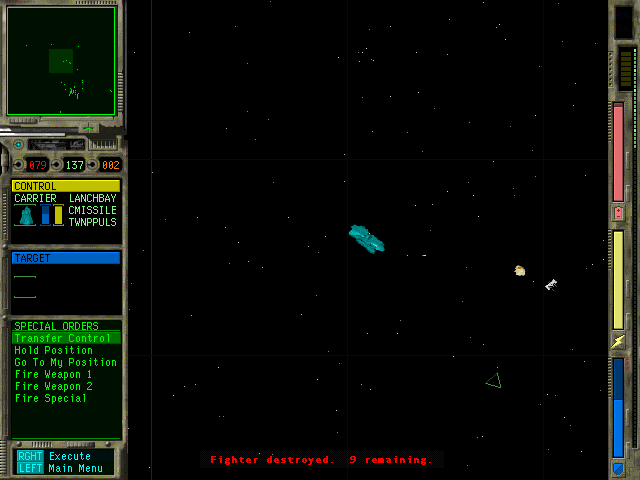 079 137 002
CONTROL
CARRIER LANCHBAY
CMISSILE
TWNPPULS
TARGET
SPECIAL ORDERS
Transfer Control
Hold Position
Go To My Position
Fire Weapon 1
Fire Weapon 2
Fire Special
RGHT Execute
LEFT Main Menu
Fighter destroyed. 9 remaining.